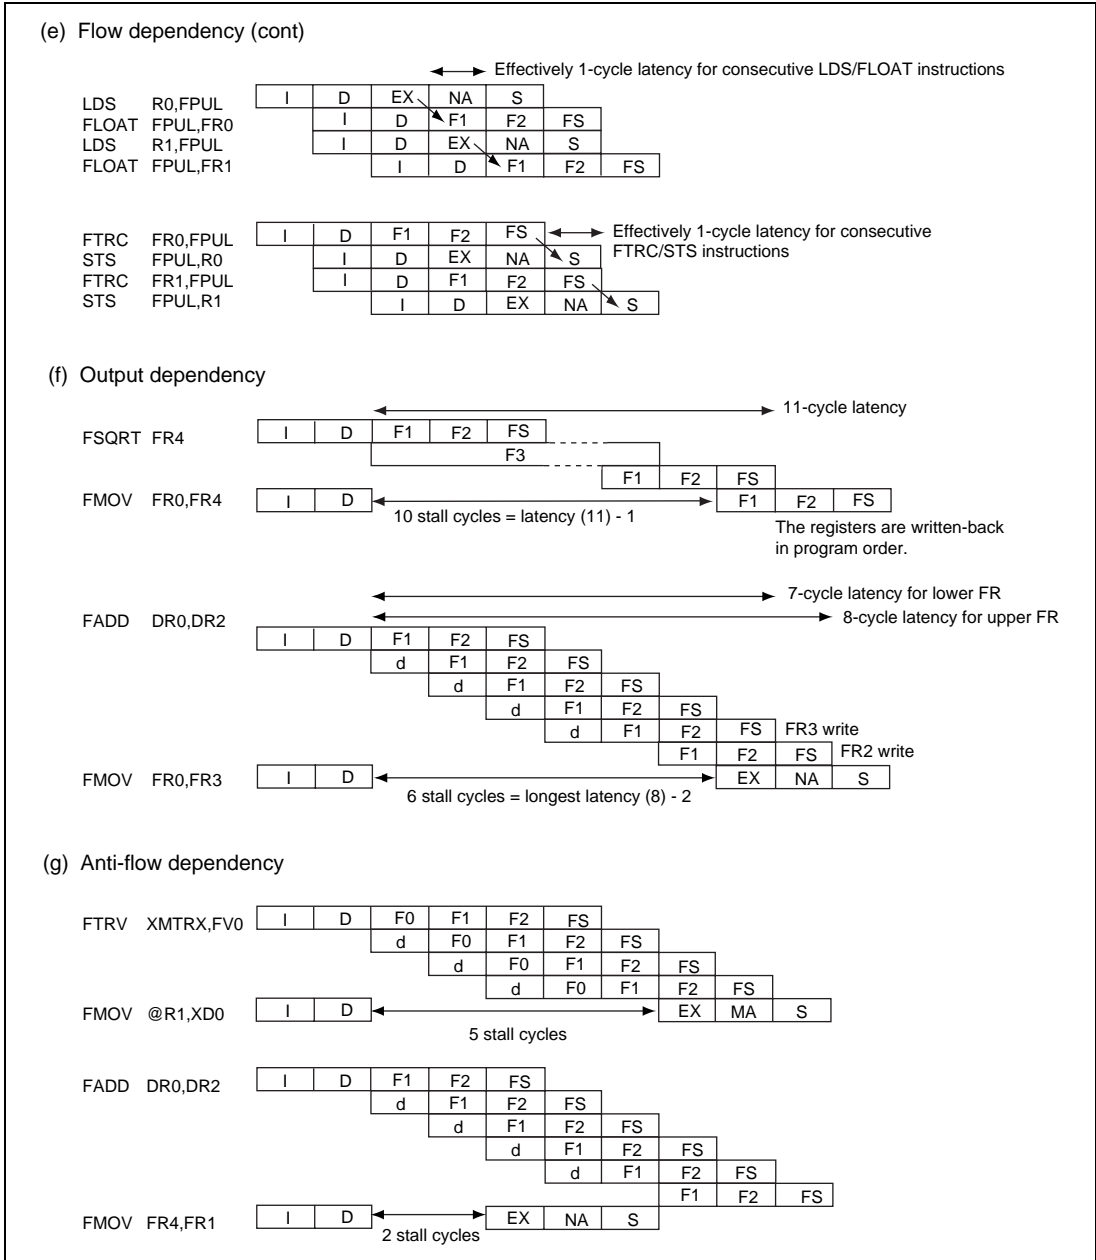 (e) Flow dependency (cont)
Effectively 1-cycle latency for consecutive LDS/FLOAT instructions
LDS R0,FPUL I D EX NA S
FLOAT FPUL,FR0 I D F1 F2 FS
LDS R1,FPUL I D EX NA S
FLOAT FPUL,FR1 I D F1 F2 FS
FTRC FR0,FPUL I D F1 F2 FS Effectively 1-cycle latency for consecutive
STS FPUL,R0 I D EX NA S FTRC/STS instructions
FTRC FR1,FPUL I D F1 F2 FS
STS FPUL,R1 I D EX NA S
(f) Output dependency
11-cycle latency
FSQRT FR4 I D F1 F2 FS
F3
F1 F2 FS
FMOV FR0,FR4 I D F1 F2 FS
10 stall cycles = latency (11) - 1
The registers are written-back
in program order.
7-cycle latency for lower FR
FADD DR0,DR2 8-cycle latency for upper FR
I D F1 F2 FS
d F1 F2 FS
d F1 F2 FS
d F1 F2 FS
d F1 F2 FS FR3 write
F1 F2 FS FR2 write
FMOV FR0,FR3 I D EX NA S
6 stall cycles = longest latency (8) - 2
(g) Anti-flow dependency
FTRV XMTRX,FV0 I D F0 F1 F2 FS
d F0 F1 F2 FS
d F0 F1 F2 FS
d F0 F1 F2 FS
FMOV @R1,XD0 I D EX MA S
5 stall cycles
FADD DR0,DR2 I D F1 F2 FS
d F1 F2 FS
d F1 F2 FS
d F1 F2 FS
d F1 F2 FS
F1 F2 FS
FMOV FR4,FR1 I D EX NA S
2 stall cycles